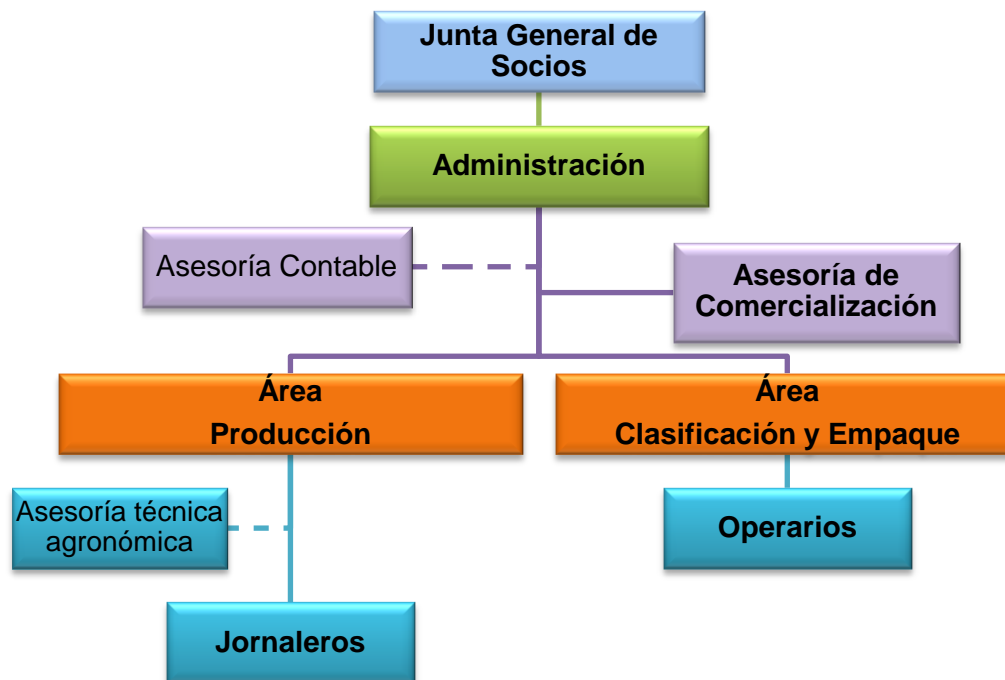 Junta General de
Socios
Administración
Asesoría Contable
Asesoría de
Comercialización
Área
Producción
Área
Clasificación y Empaque
Asesoría técnica
agronómica
Operarios
Jornaleros